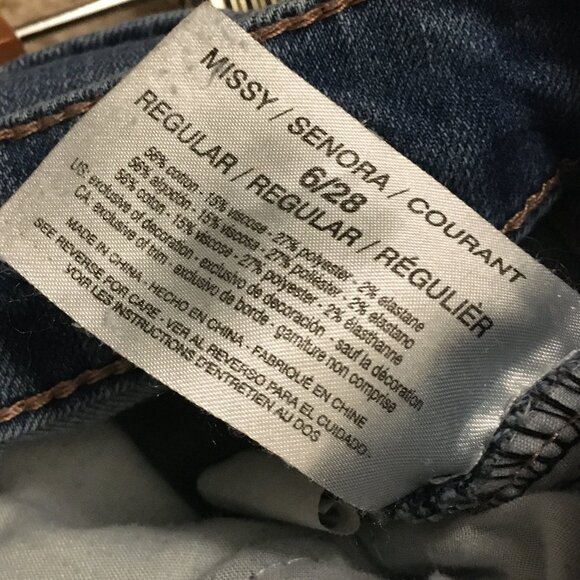 MISSY / SENORA / COURANT
6/28
REGULAR / REGULAR / RÉGULIÈR
56% cotton - 15% viscose - 27% polyester - 2% elastane
56% algodón - 15% viscosa - 27% poliéster - 2% elastano
56% cotton - 15% viscose - 27% polyester - 2% élasthanne
US: exclusive of decoration - exclusivo de decoración - sauf la décoration
CA: exclusive of trim - exclusivo de borde - garniture non comprise
MADE IN CHINA - HECHO EN CHINA - FABRIQUÉ EN CHINE
SEE REVERSE FOR CARE - VER AL REVERSO PARA EL CUIDADO -
VOIR LES INSTRUCTIONS D'ENTRETIEN AU DOS